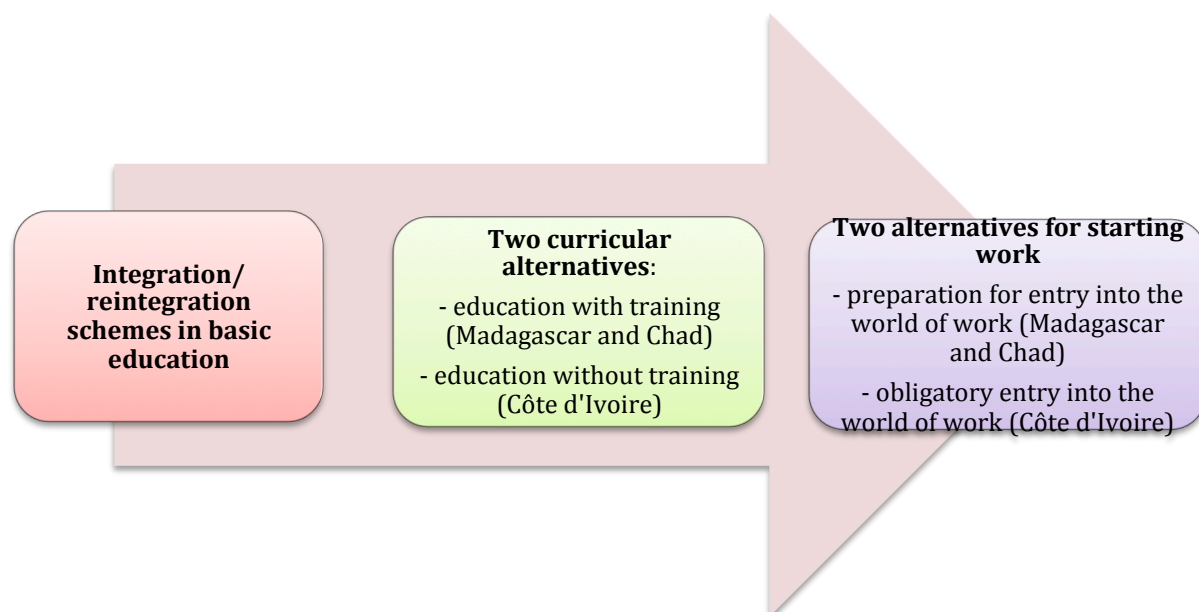 Integration/
reintegration
schemes in basic
education
Two curricular
alternatives:
- education with training
(Madagascar and Chad)
- education without training
(Côte d'Ivoire)
Two alternatives for starting
work
- preparation for entry into the
world of work (Madagascar
and Chad)
- obligatory entry into the
world of work (Côte d'Ivoire)